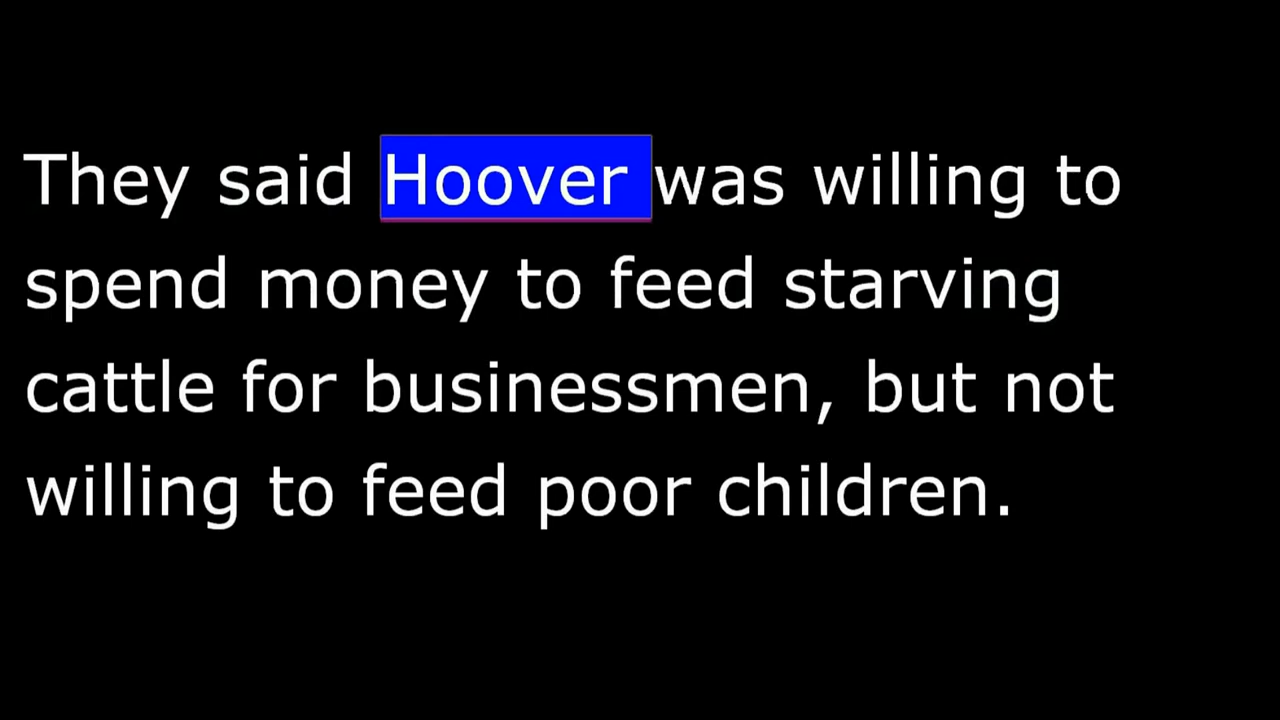 They said Hoover was willing to
spend money to feed starving
cattle for businessmen, but not
willing to feed poor children.